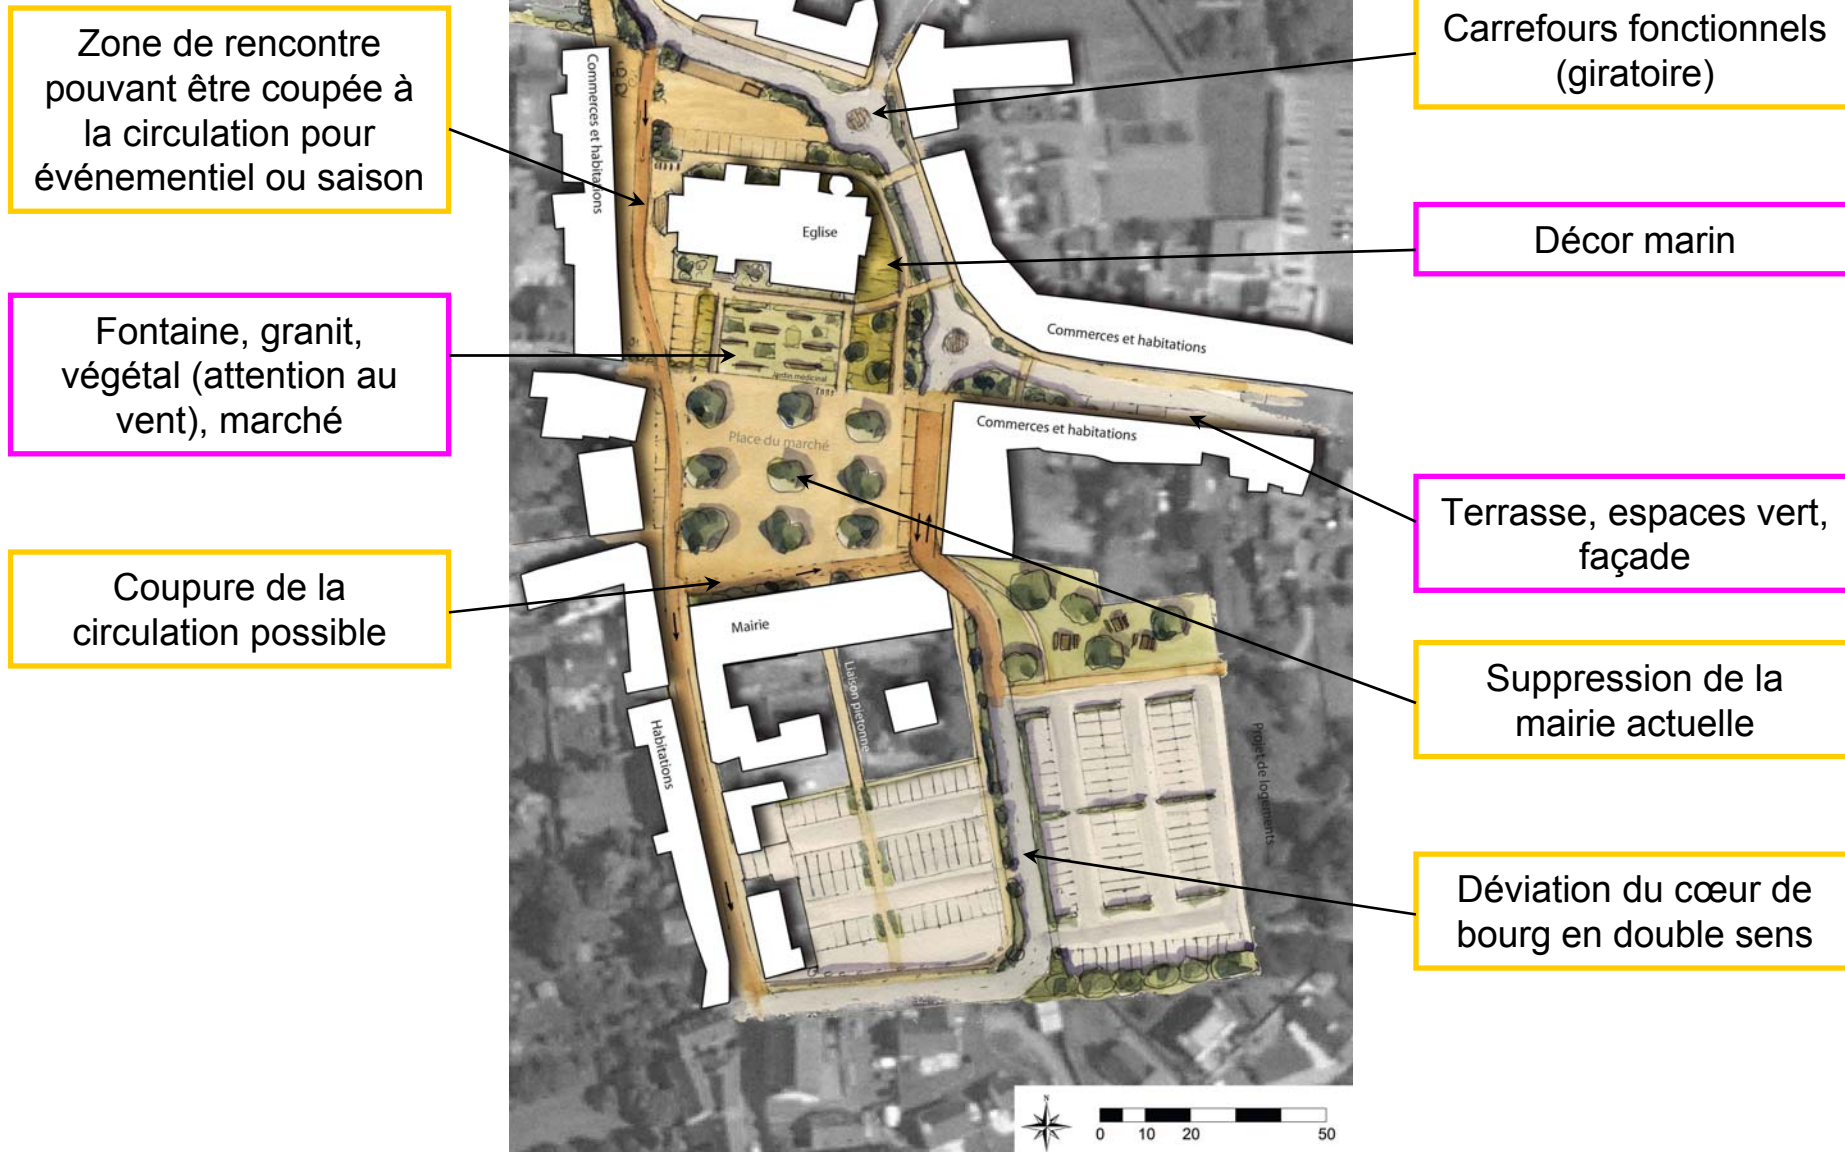 Zone de rencontre
pouvant être coupée à
la circulation pour
événementiel ou saison
Fontaine, granit,
végétal (attention au
vent), marché
Coupure de la
circulation possible
Commerces et habitations
Eglise
Jardin médicinal
Place du marché
Commerces et habitations
Commerces et habitations
Mairie
Liaison pietonne
Habitations
Projet de logements
N
0 10 20 50
Carrefours fonctionnels
(giratoire)
Décor marin
Terrasse, espaces vert,
façade
Suppression de la
mairie actuelle
Déviation du cœur de
bourg en double sens